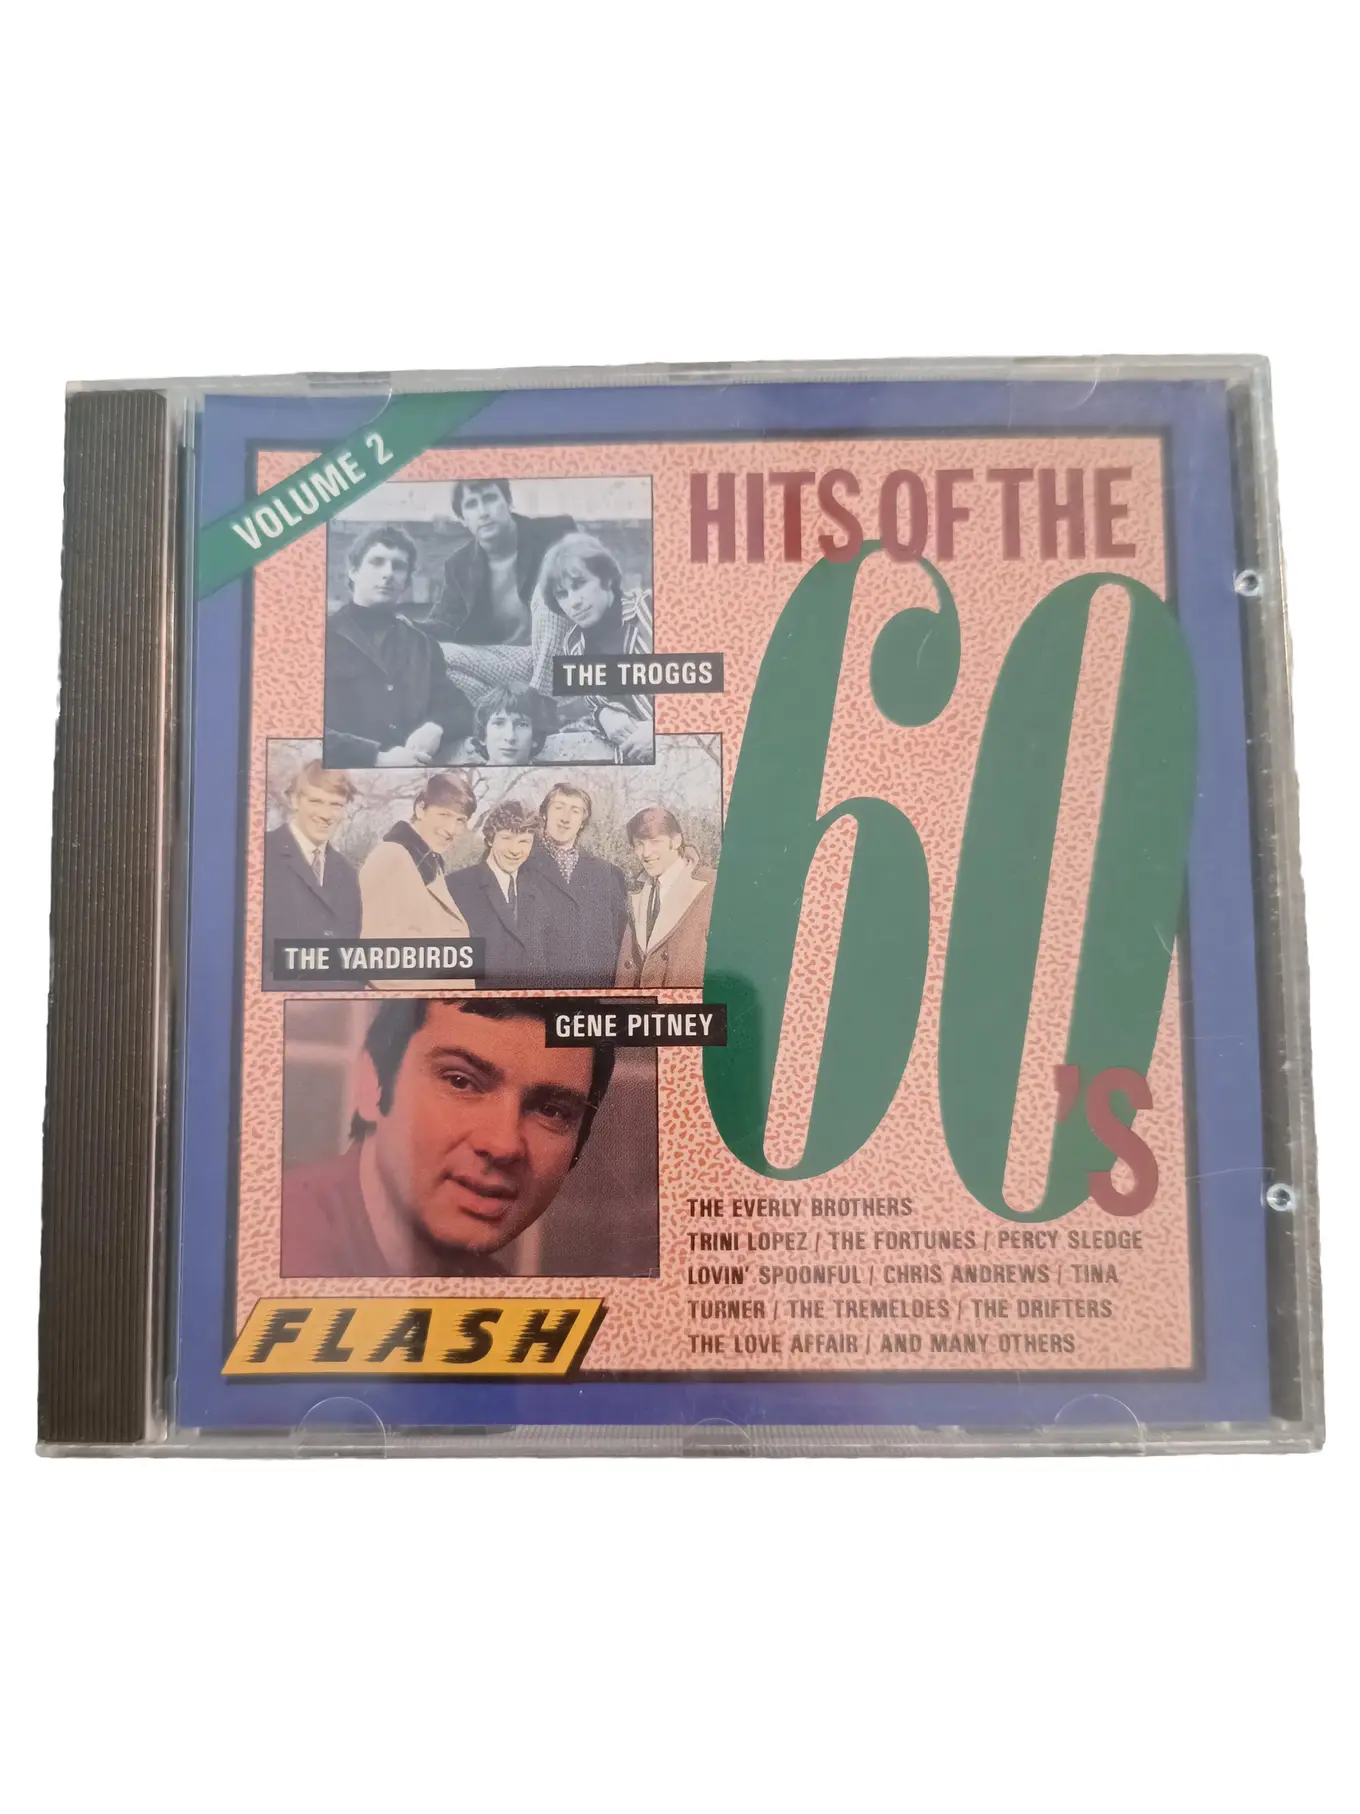 VOLUME 2
HITS OF THE
60'S
THE TROGGS
THE YARDBIRDS
GENE PITNEY
THE EVERLY BROTHERS
TRINI LOPEZ / THE FORTUNES / PERCY SLEDGE
LOVIN' SPOONFUL / CHRIS ANDREWS / TINA
TURNER / THE TREMELOES / THE DRIFTERS
THE LOVE AFFAIR / AND MANY OTHERS
FLASH